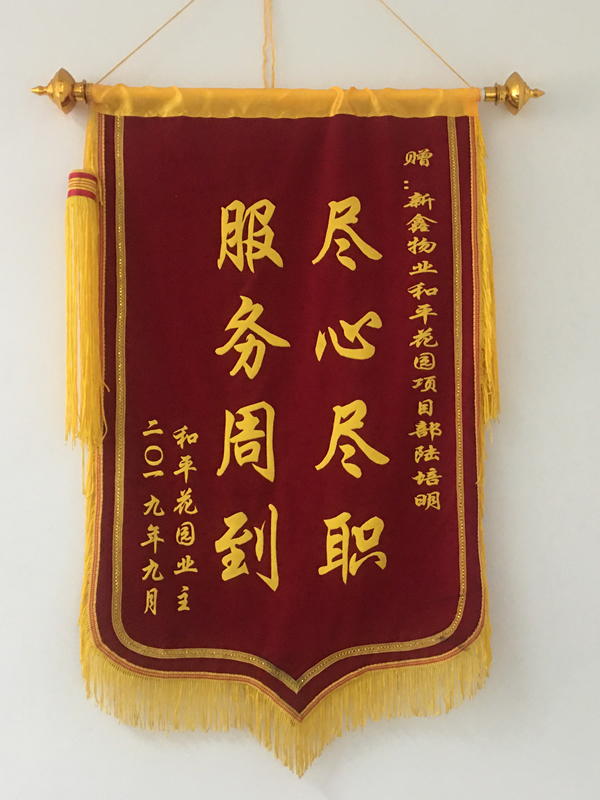 赠：新鑫物业和平花园项目部陆培明
尽心尽职
服务周到
和平花园业主
二〇一九年九月